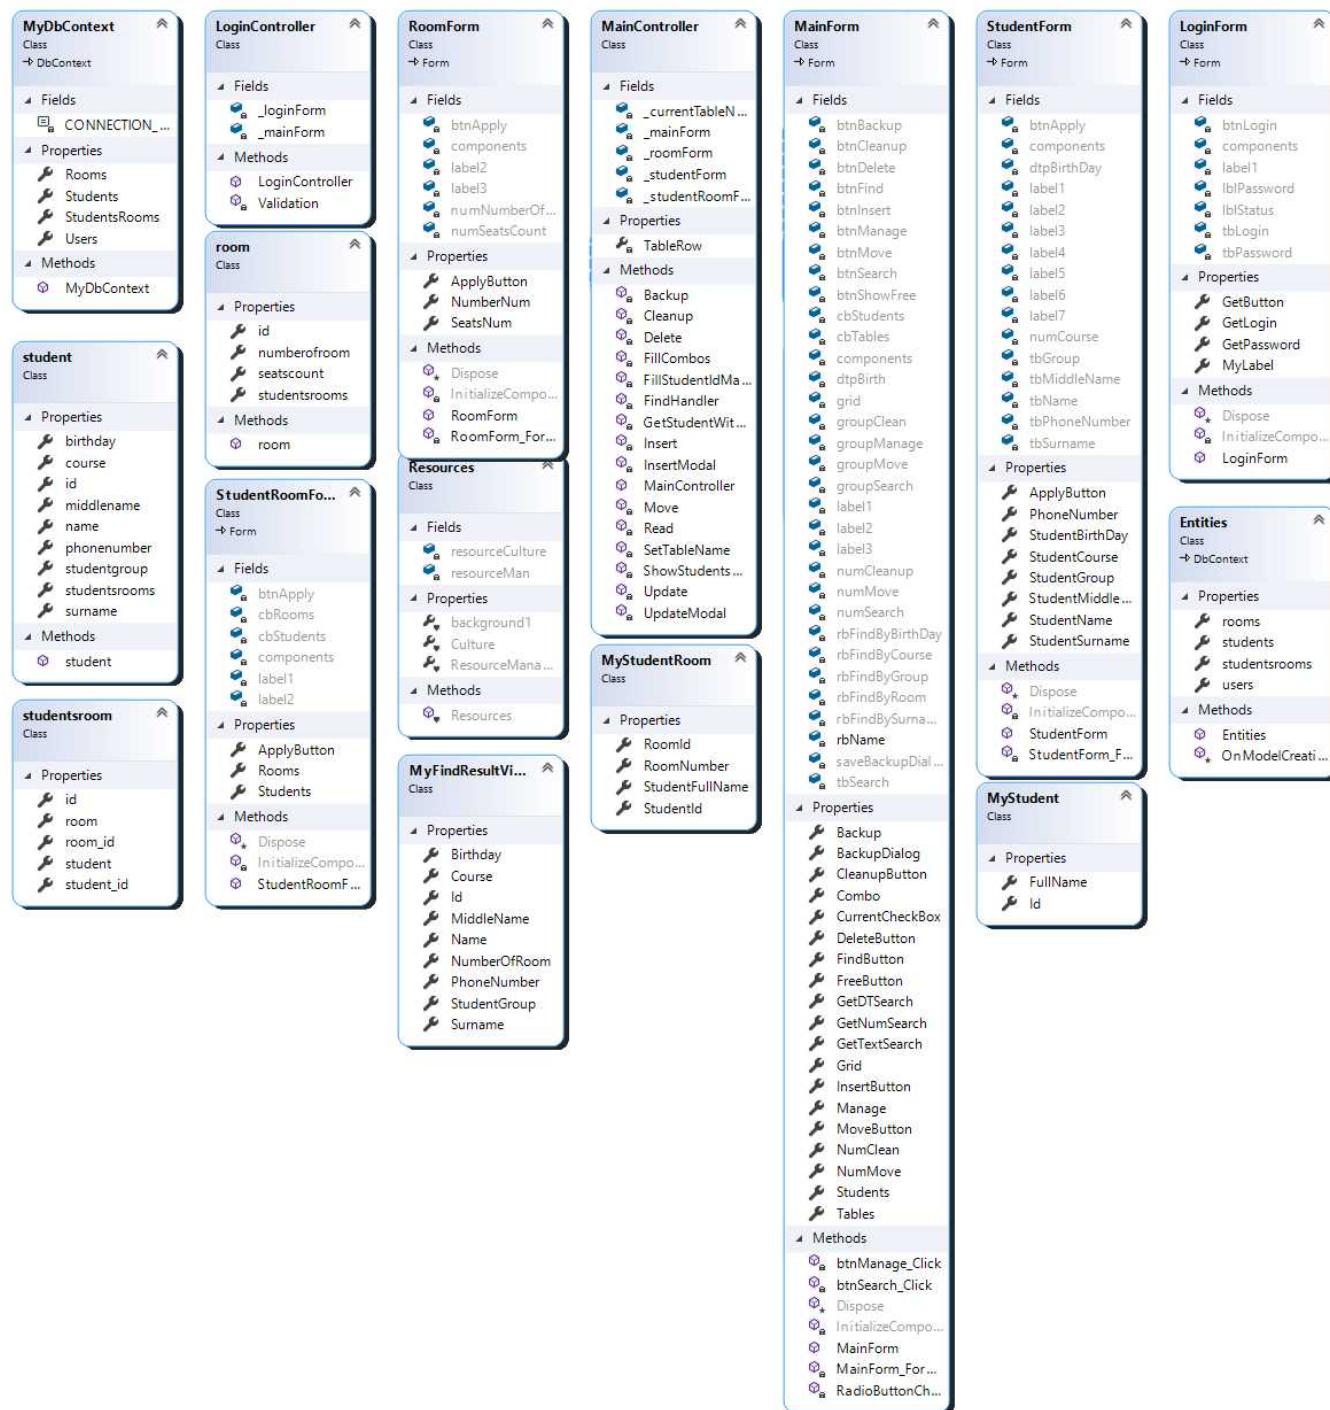 MyDbContext
Class
DbContext
Fields
CONNECTION_...
Properties
Rooms
Students
StudentsRooms
Users
Methods
MyDbContext
student
Class
Properties
birthday
course
id
middlename
name
phonenumber
studentgroup
studentsrooms
surname
Methods
student
studentsroom
Class
Properties
id
room
room_id
student
student_id
LoginController
Class
Fields
_loginForm
_mainForm
Methods
LoginController
Validation
room
Class
Properties
id
numberofroom
seatscount
studentsrooms
Methods
room
StudentRoomFo...
Class
Form
Fields
btnApply
cbRooms
cbStudents
components
label1
label2
Properties
ApplyButton
Rooms
Students
Methods
Dispose
InitializeCompo...
StudentRoomF...
RoomForm
Class
Form
Fields
btnApply
components
label2
label3
numNumberOf...
numSeatsCount
Properties
ApplyButton
NumberNum
SeatsNum
Methods
Dispose
InitializeCompo...
RoomForm
RoomForm_For...
Resources
Class
Fields
resourceCulture
resourceMan
Properties
background1
Culture
ResourceMana...
Methods
Resources
MyFindResultVi...
Class
Properties
Birthday
Course
Id
MiddleName
Name
NumberOfRoom
PhoneNumber
StudentGroup
Surname
MainController
Class
Fields
_currentTableN...
_mainForm
_roomForm
_studentForm
_studentRoomF...
Properties
TableRow
Methods
Backup
Cleanup
Delete
FillCombos
FillStudentIdMa...
FindHandler
GetStudentWit...
Insert
InsertModal
MainController
Move
Read
SetTableName
ShowStudents...
Update
UpdateModal
MyStudentRoom
Class
Properties
RoomId
RoomNumber
StudentFullName
StudentId
MainForm
Class
Form
Fields
btnBackup
btnCleanup
btnDelete
btnFind
btnInsert
btnManage
btnMove
btnSearch
btnShowFree
cbStudents
cbTables
components
dtpBirth
grid
groupClean
groupManage
groupMove
groupSearch
label1
label2
label3
numCleanup
numMove
numSearch
rbFindByBirthDay
rbFindByCourse
rbFindByGroup
rbFindByRoom
rbFindBySurna...
rbName
saveBackupDial...
tbSearch
Properties
Backup
BackupDialog
CleanupButton
Combo
CurrentCheckBox
DeleteButton
FindButton
FreeButton
GetDTSearch
GetNumSearch
GetTextSearch
Grid
InsertButton
Manage
MoveButton
NumClean
NumMove
Students
Tables
Methods
btnManage_Click
btnSearch_Click
Dispose
InitializeCompo...
MainForm
MainForm_For...
RadioButtonCh...
StudentForm
Class
Form
Fields
btnApply
components
dtpBirthDay
label1
label2
label3
label4
label5
label6
label7
numCourse
tbGroup
tbMiddleName
tbName
tbPhoneNumber
tbSurname
Properties
ApplyButton
PhoneNumber
StudentBirthDay
StudentCourse
StudentGroup
StudentMiddle...
StudentName
StudentSurname
Methods
Dispose
InitializeCompo...
StudentForm
StudentForm_F...
MyStudent
Class
Properties
FullName
Id
LoginForm
Class
Form
Fields
btnLogin
components
label1
lblPassword
lblStatus
tbLogin
tbPassword
Properties
GetButton
GetLogin
GetPassword
MyLabel
Methods
Dispose
InitializeCompo...
LoginForm
Entities
Class
DbContext
Properties
rooms
students
studentsrooms
users
Methods
Entities
OnModelCreati...